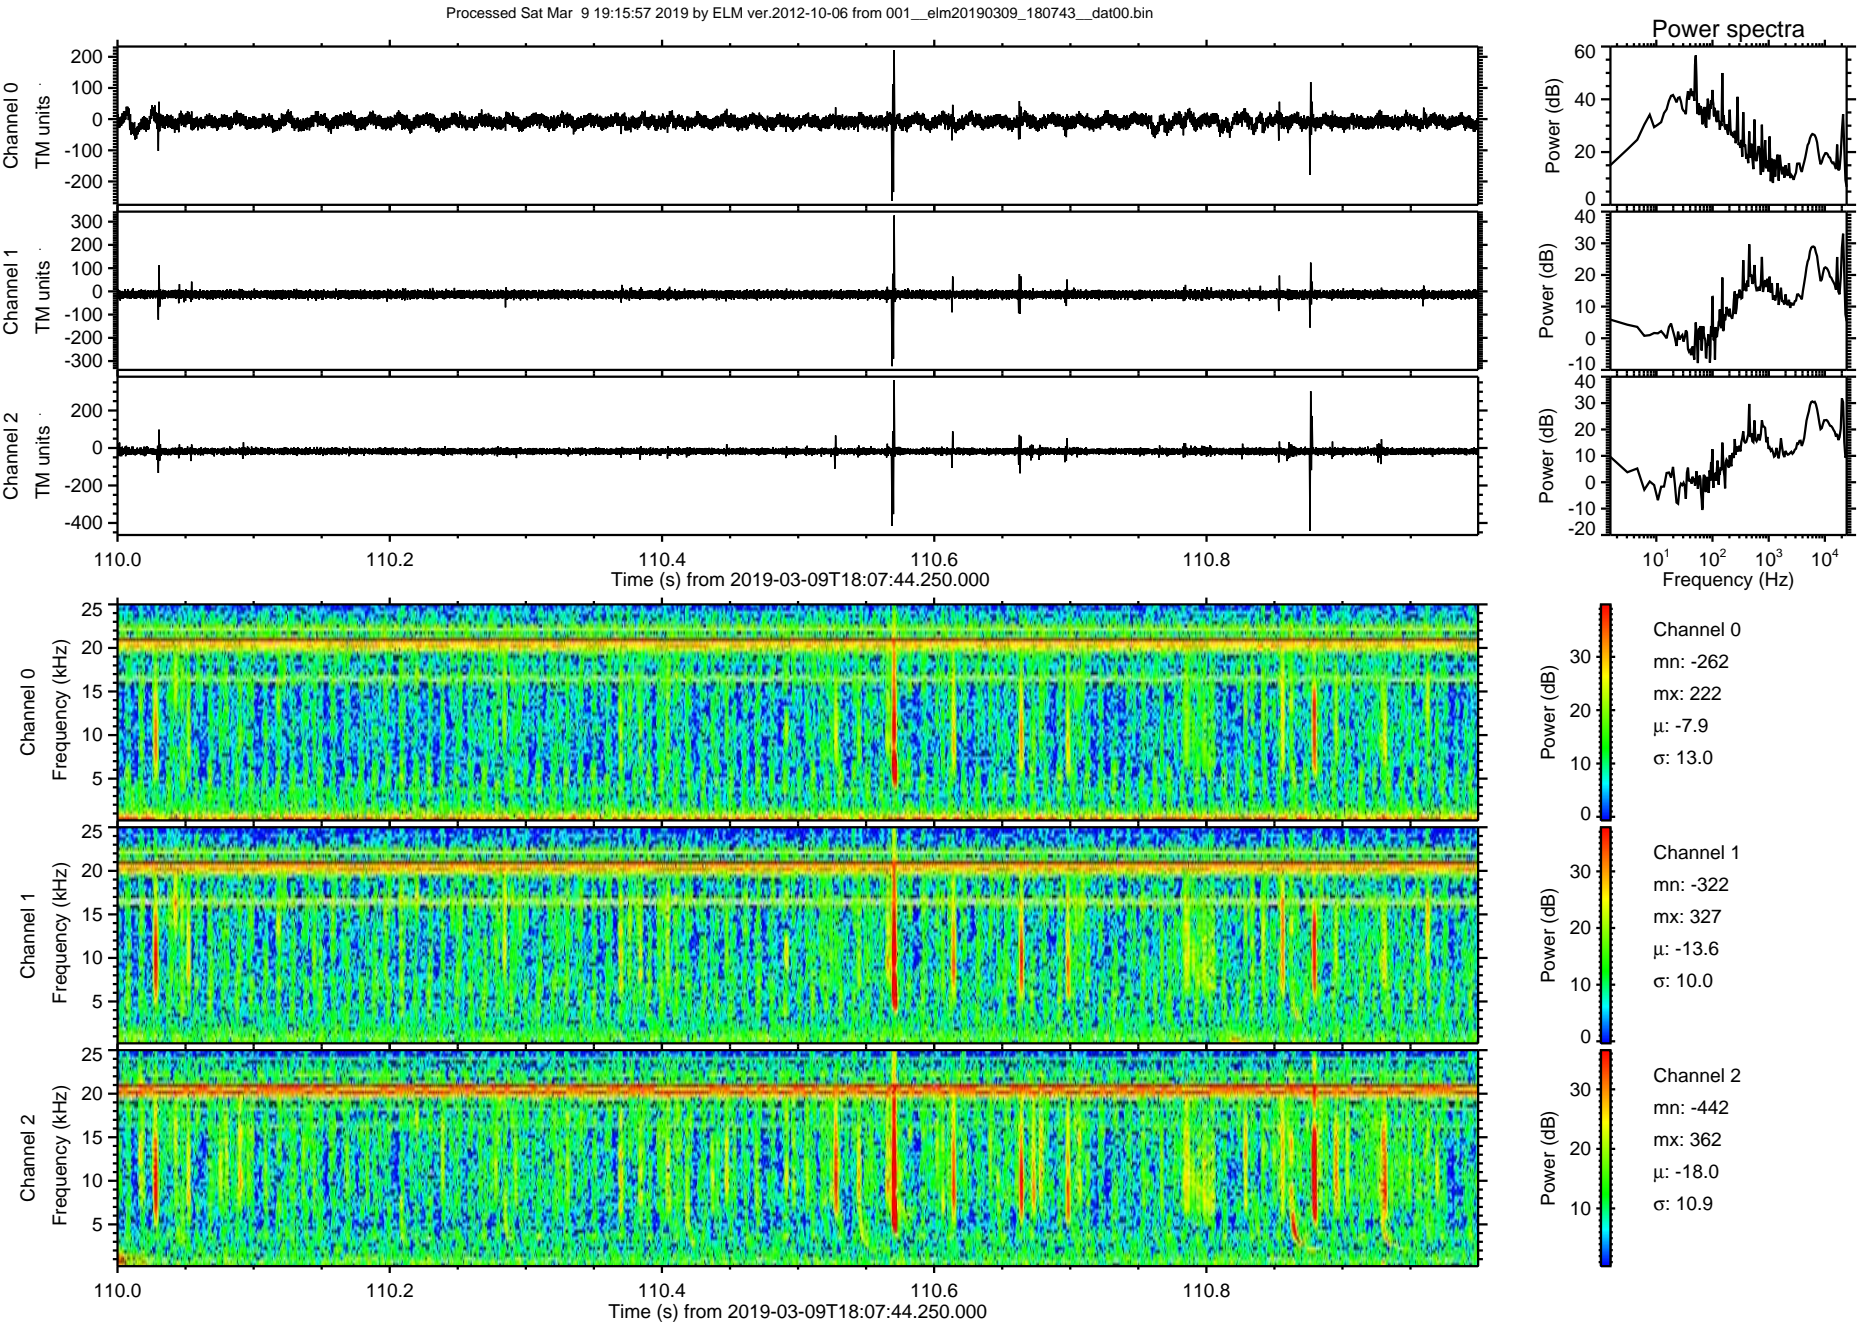 Processed Sat Mar  9 19:15:57 2019 by ELM ver.2012-10-06 from 001__elm20190309_180743__dat00.bin
Power spectra
Channel 0
TM units
200
100
0
-100
-200
Power (dB)
60
40
20
0
Channel 1
TM units
300
200
100
0
-100
-200
-300
Power (dB)
40
30
20
10
0
-10
Channel 2
TM units
200
0
-200
-400
Power (dB)
40
30
20
10
0
-10
-20
110.0 110.2 110.4 110.6 110.8
Time (s) from 2019-03-09T18:07:44.250.000
10^1 10^2 10^3 10^4
Frequency (Hz)
Channel 0
Frequency (kHz)
25
20
15
10
5
Power (dB)
30
20
10
0
Channel 0
mn: -262
mx: 222
μ: -7.9
σ: 13.0
Channel 1
Frequency (kHz)
25
20
15
10
5
Power (dB)
30
20
10
0
Channel 1
mn: -322
mx: 327
μ: -13.6
σ: 10.0
Channel 2
Frequency (kHz)
25
20
15
10
5
Power (dB)
30
20
10
Channel 2
mn: -442
mx: 362
μ: -18.0
σ: 10.9
110.0 110.2 110.4 110.6 110.8
Time (s) from 2019-03-09T18:07:44.250.000